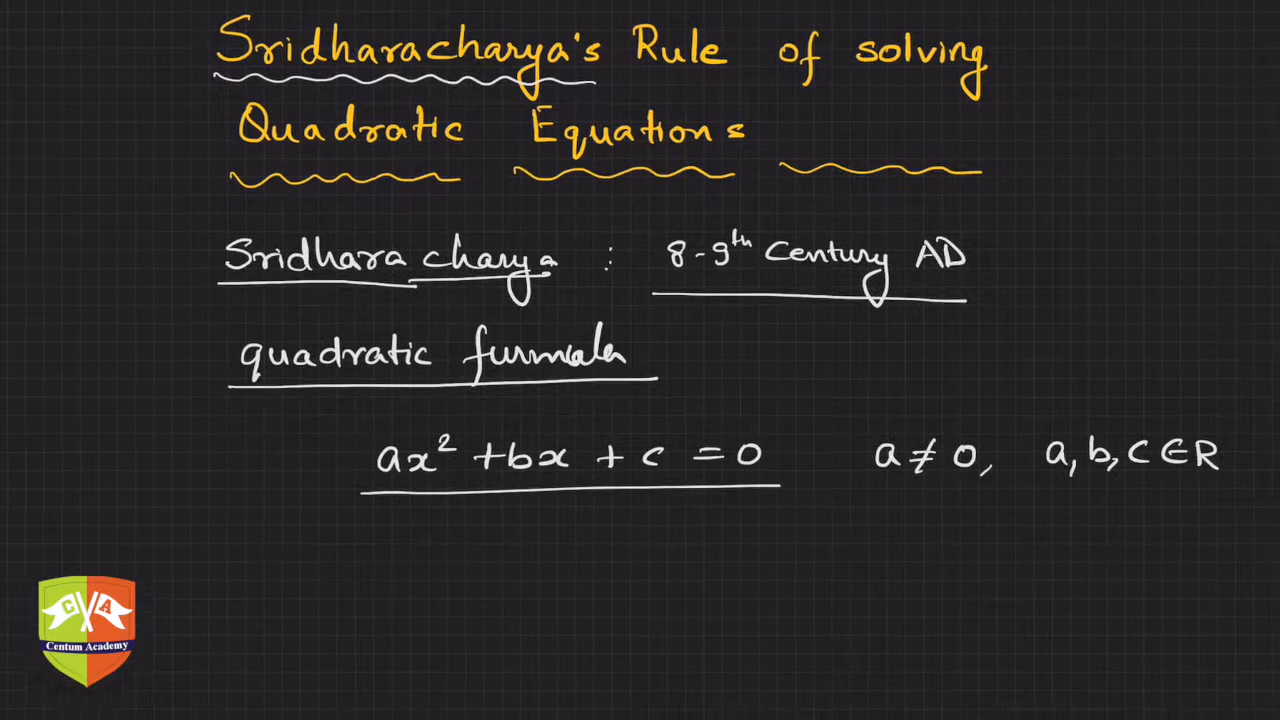 Sridharacharya's Rule of solving
Quadratic Equations
Sridharacharya : 8-9th Century AD
quadratic furmula
ax² + bx + c = 0 a ≠ 0, a, b, c ∈ R
C A
Centum Academy